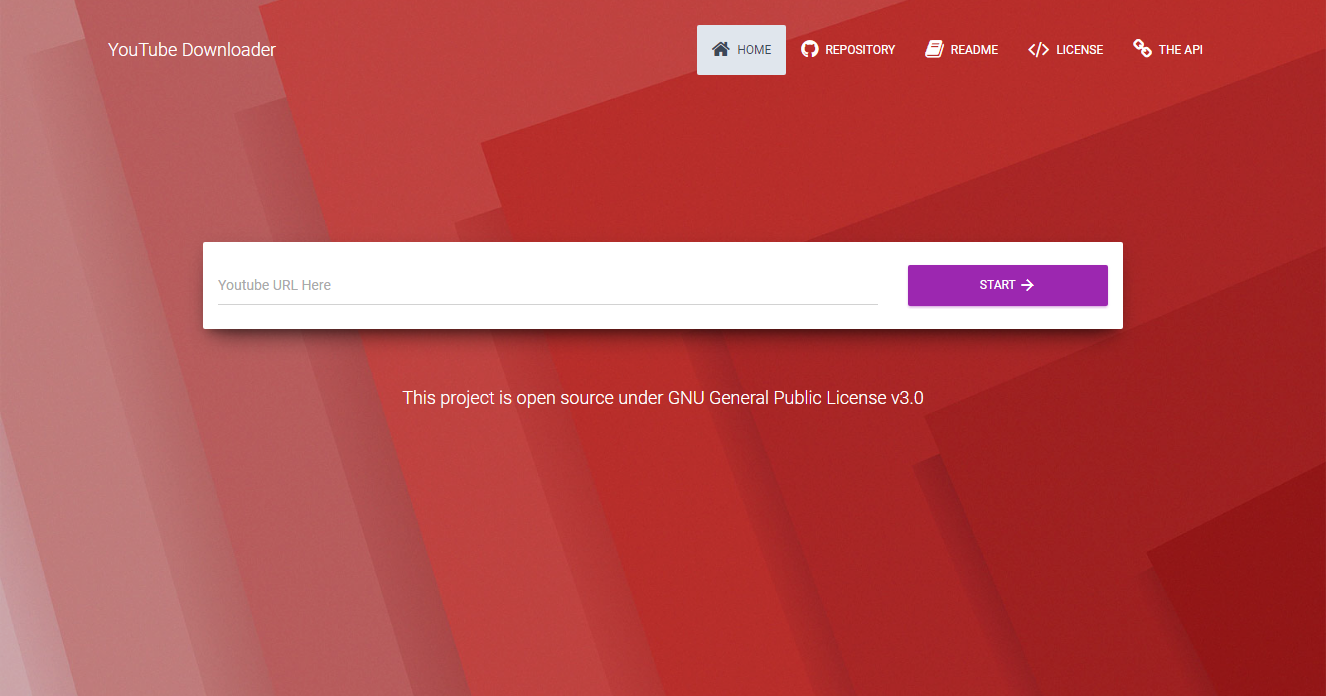 YouTube Downloader
HOME REPOSITORY README LICENSE THE API
Youtube URL Here
START
This project is open source under GNU General Public License v3.0